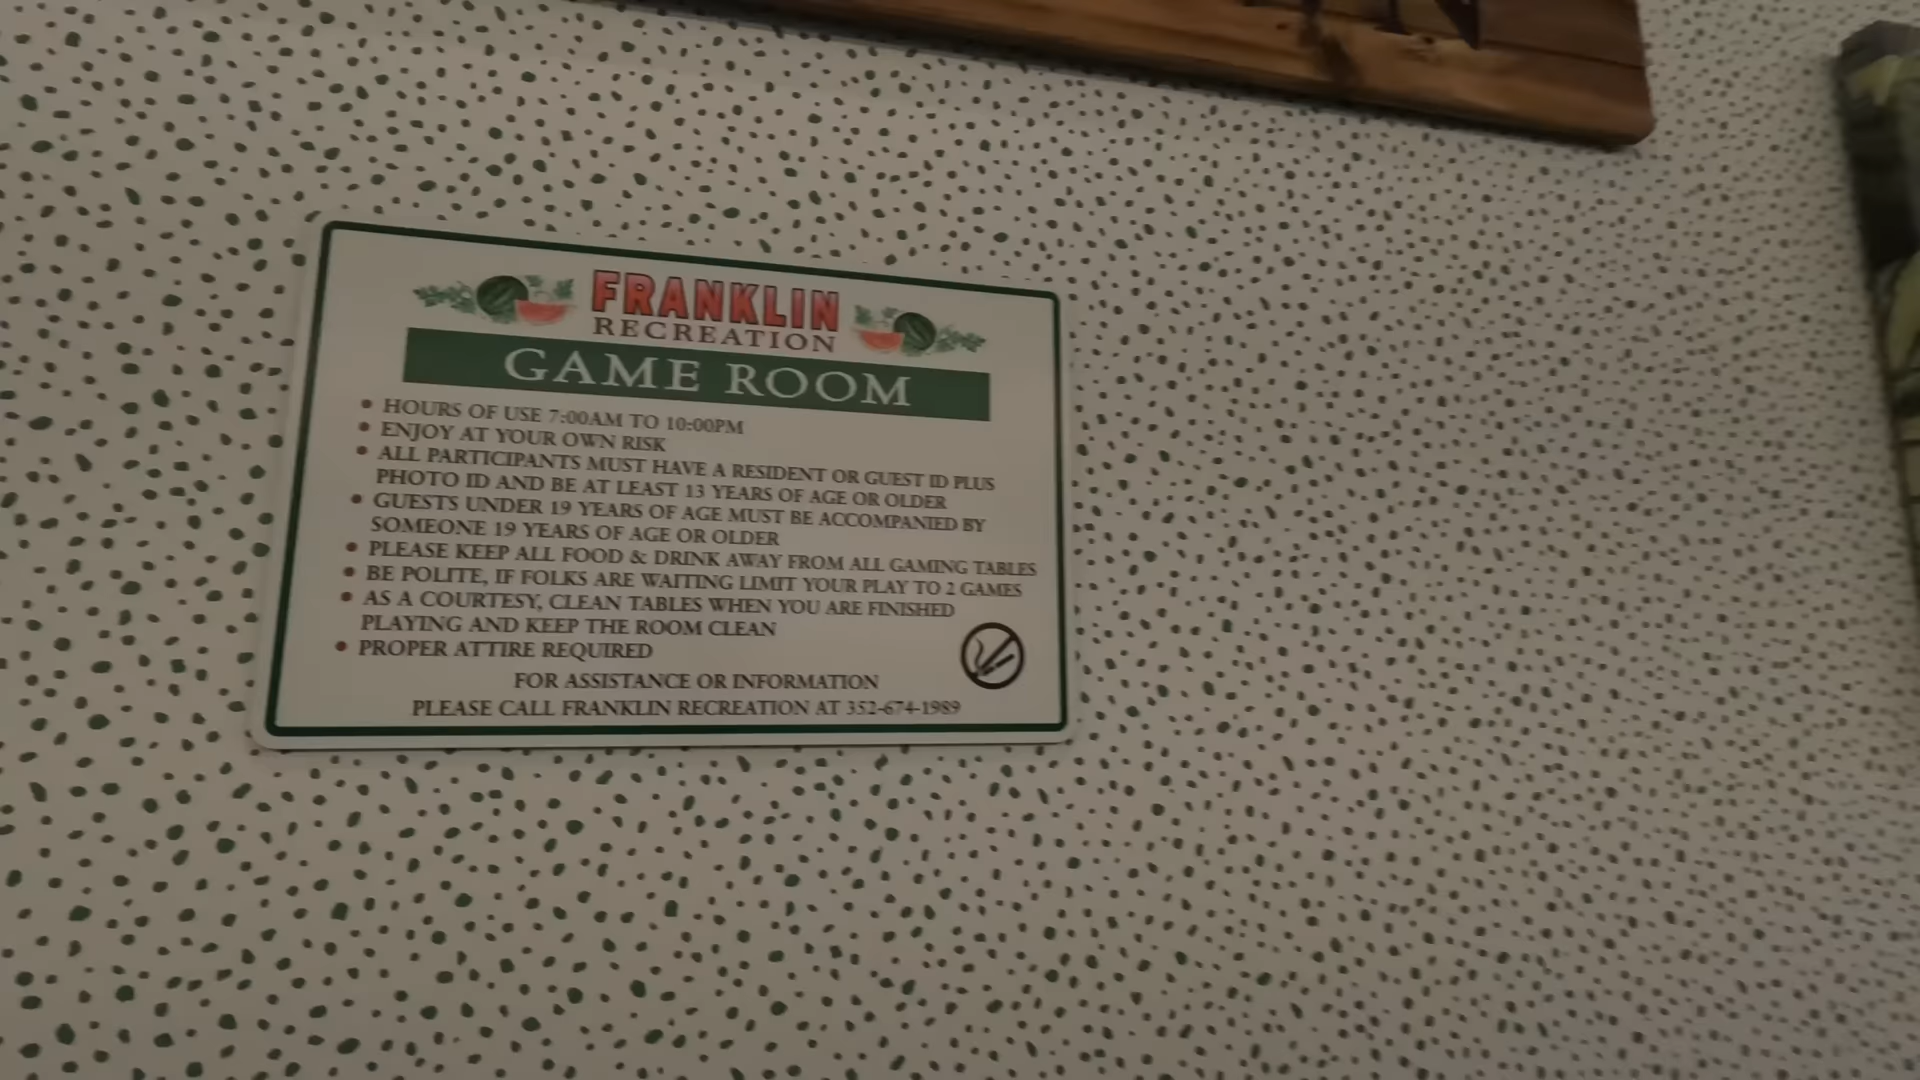 FRANKLIN
RECREATION
GAME ROOM
• HOURS OF USE 7:00AM TO 10:00PM
• ENJOY AT YOUR OWN RISK
• ALL PARTICIPANTS MUST HAVE A RESIDENT OR GUEST ID PLUS
PHOTO ID AND BE AT LEAST 13 YEARS OF AGE OR OLDER
• GUESTS UNDER 19 YEARS OF AGE MUST BE ACCOMPANIED BY
SOMEONE 19 YEARS OF AGE OR OLDER
• PLEASE KEEP ALL FOOD & DRINK AWAY FROM ALL GAMING TABLES
• BE POLITE, IF FOLKS ARE WAITING LIMIT YOUR PLAY TO 2 GAMES
• AS A COURTESY, CLEAN TABLES WHEN YOU ARE FINISHED
PLAYING AND KEEP THE ROOM CLEAN
• PROPER ATTIRE REQUIRED
FOR ASSISTANCE OR INFORMATION
PLEASE CALL FRANKLIN RECREATION AT 352-674-1989